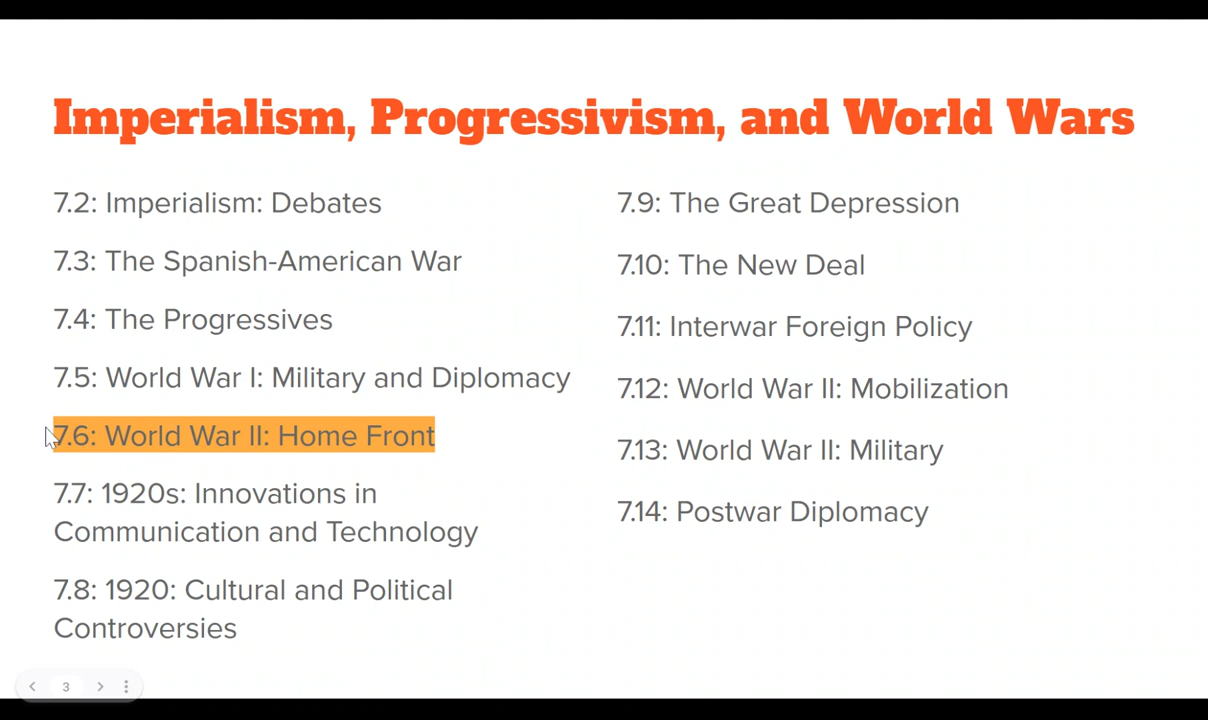 Imperialism, Progressivism, and World Wars
7.2: Imperialism: Debates
7.3: The Spanish-American War
7.4: The Progressives
7.5: World War I: Military and Diplomacy
7.6: World War II: Home Front
7.7: 1920s: Innovations in
Communication and Technology
7.8: 1920: Cultural and Political
Controversies
7.9: The Great Depression
7.10: The New Deal
7.11: Interwar Foreign Policy
7.12: World War II: Mobilization
7.13: World War II: Military
7.14: Postwar Diplomacy
3